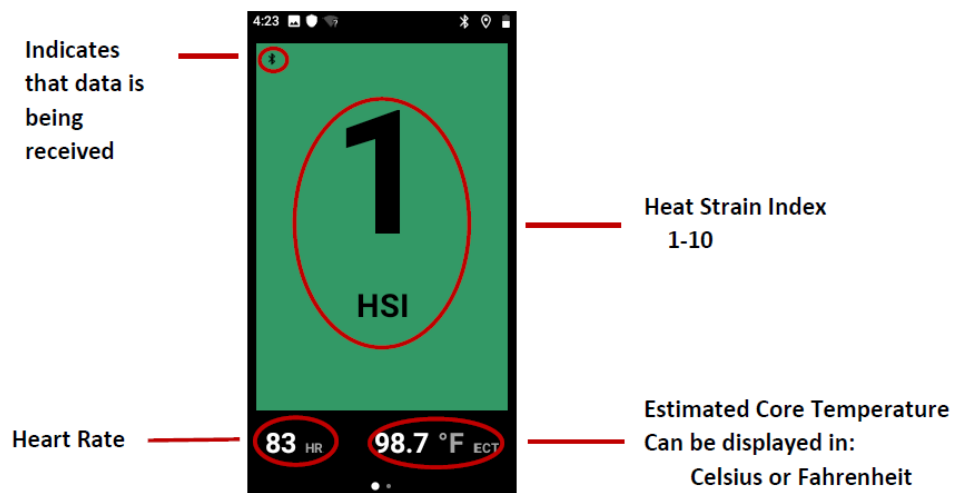 4:23
Indicates
that data is
being
received
1
HSI
Heat Strain Index
1-10
Heart Rate
83 HR
98.7 °F ECT
Estimated Core Temperature
Can be displayed in:
Celsius or Fahrenheit